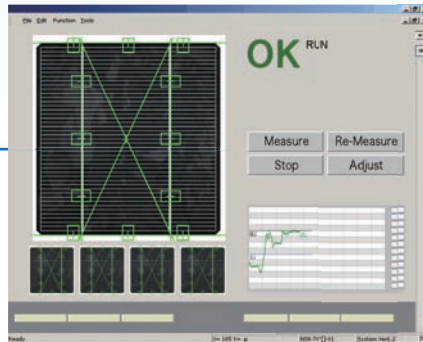 File Edit Function Tools
OK RUN
Measure Re-Measure
Stop Adjust
Ready